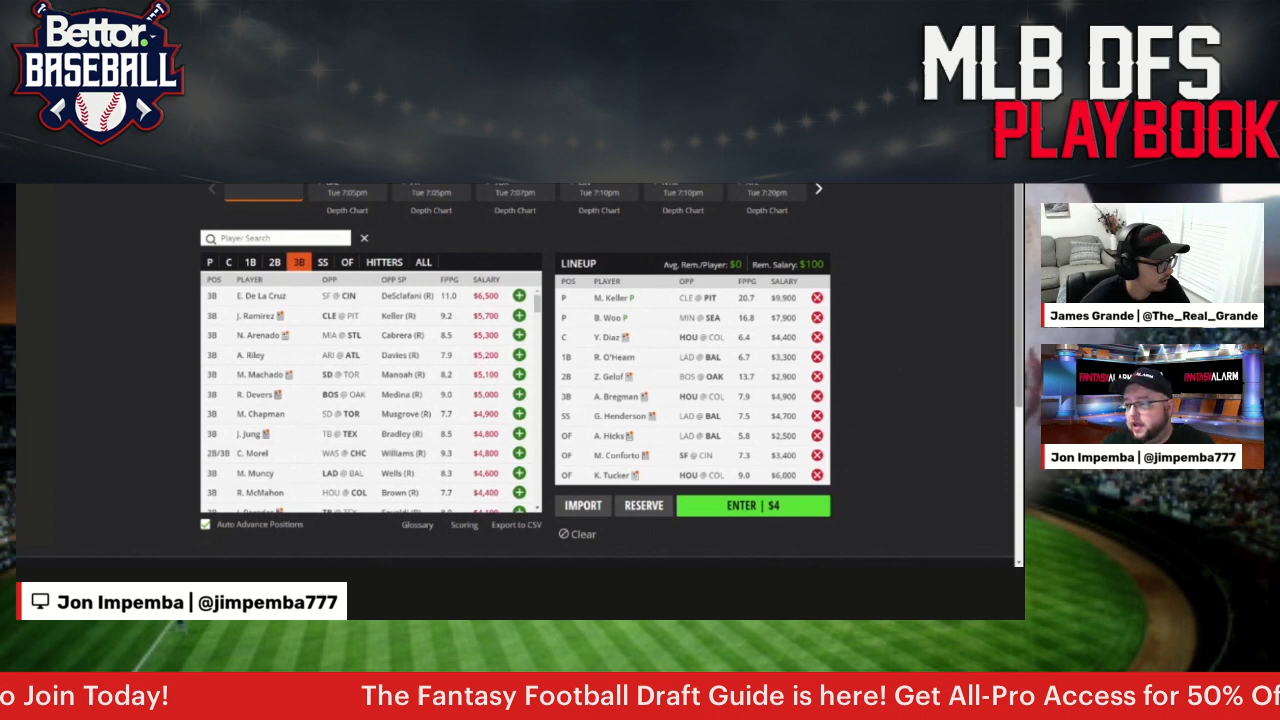 Bettor.
BASEBALL
MLB DFS
PLAYBOOK
Tue 7:05pm Tue 7:05pm Tue 7:07pm Tue 7:10pm Tue 7:10pm Tue 7:20pm
Depth Chart Depth Chart Depth Chart Depth Chart Depth Chart Depth Chart
Player Search
P C 1B 2B 3B SS OF HITTERS ALL
POS PLAYER OPP OPP SP FPPG SALARY
3B E. De La Cruz SF @ CIN DeSclafani (R) 11.0 $6,500
3B J. Ramirez CLE @ PIT Keller (R) 9.2 $5,700
3B N. Arenado MIA @ STL Cabrera (R) 8.5 $5,300
3B A. Riley ARI @ ATL Davies (R) 7.9 $5,200
3B M. Machado SD @ TOR Manoah (R) 8.2 $5,100
3B R. Devers BOS @ OAK Medina (R) 9.0 $5,000
3B M. Chapman SD @ TOR Musgrove (R) 7.7 $4,900
3B J. Jung TB @ TEX Bradley (R) 8.5 $4,800
2B/3B C. Morel WAS @ CHC Williams (R) 9.3 $4,800
3B M. Muncy LAD @ BAL Wells (R) 8.3 $4,600
3B R. McMahon HOU @ COL Brown (R) 7.7 $4,400
Auto Advance Positions Glossary Scoring Export to CSV
LINEUP Avg. Rem./Player: $0 Rem. Salary: $100
POS PLAYER OPP FPPG SALARY
P M. Keller P CLE @ PIT 20.7 $9,900
P B. Woo P MIN @ SEA 16.8 $7,900
C Y. Diaz HOU @ COL 6.4 $4,400
1B R. O'Hearn LAD @ BAL 6.7 $3,300
2B Z. Gelof BOS @ OAK 13.7 $2,900
3B A. Bregman HOU @ COL 7.9 $4,900
SS G. Henderson LAD @ BAL 7.5 $4,700
OF A. Hicks LAD @ BAL 5.8 $2,500
OF M. Conforto SF @ CIN 7.3 $3,400
OF K. Tucker HOU @ COL 9.0 $6,000
IMPORT RESERVE ENTER | $4
Clear
James Grande | @The_Real_Grande
FANTASYALARM
Jon Impemba | @jimpemba777
Jon Impemba | @jimpemba777
o Join Today! The Fantasy Football Draft Guide is here! Get All-Pro Access for 50% Of